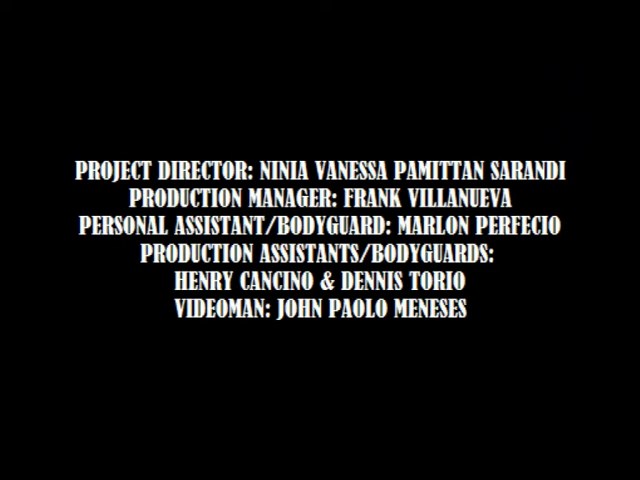 PROJECT DIRECTOR: NINIA VANESSA PAMITTAN SARANDI
PRODUCTION MANAGER: FRANK VILLANUEVA
PERSONAL ASSISTANT/BODYGUARD: MARLON PERFECIO
PRODUCTION ASSISTANTS/BODYGUARDS:
HENRY CANCINO & DENNIS TORIO
VIDEOMAN: JOHN PAOLO MENESES